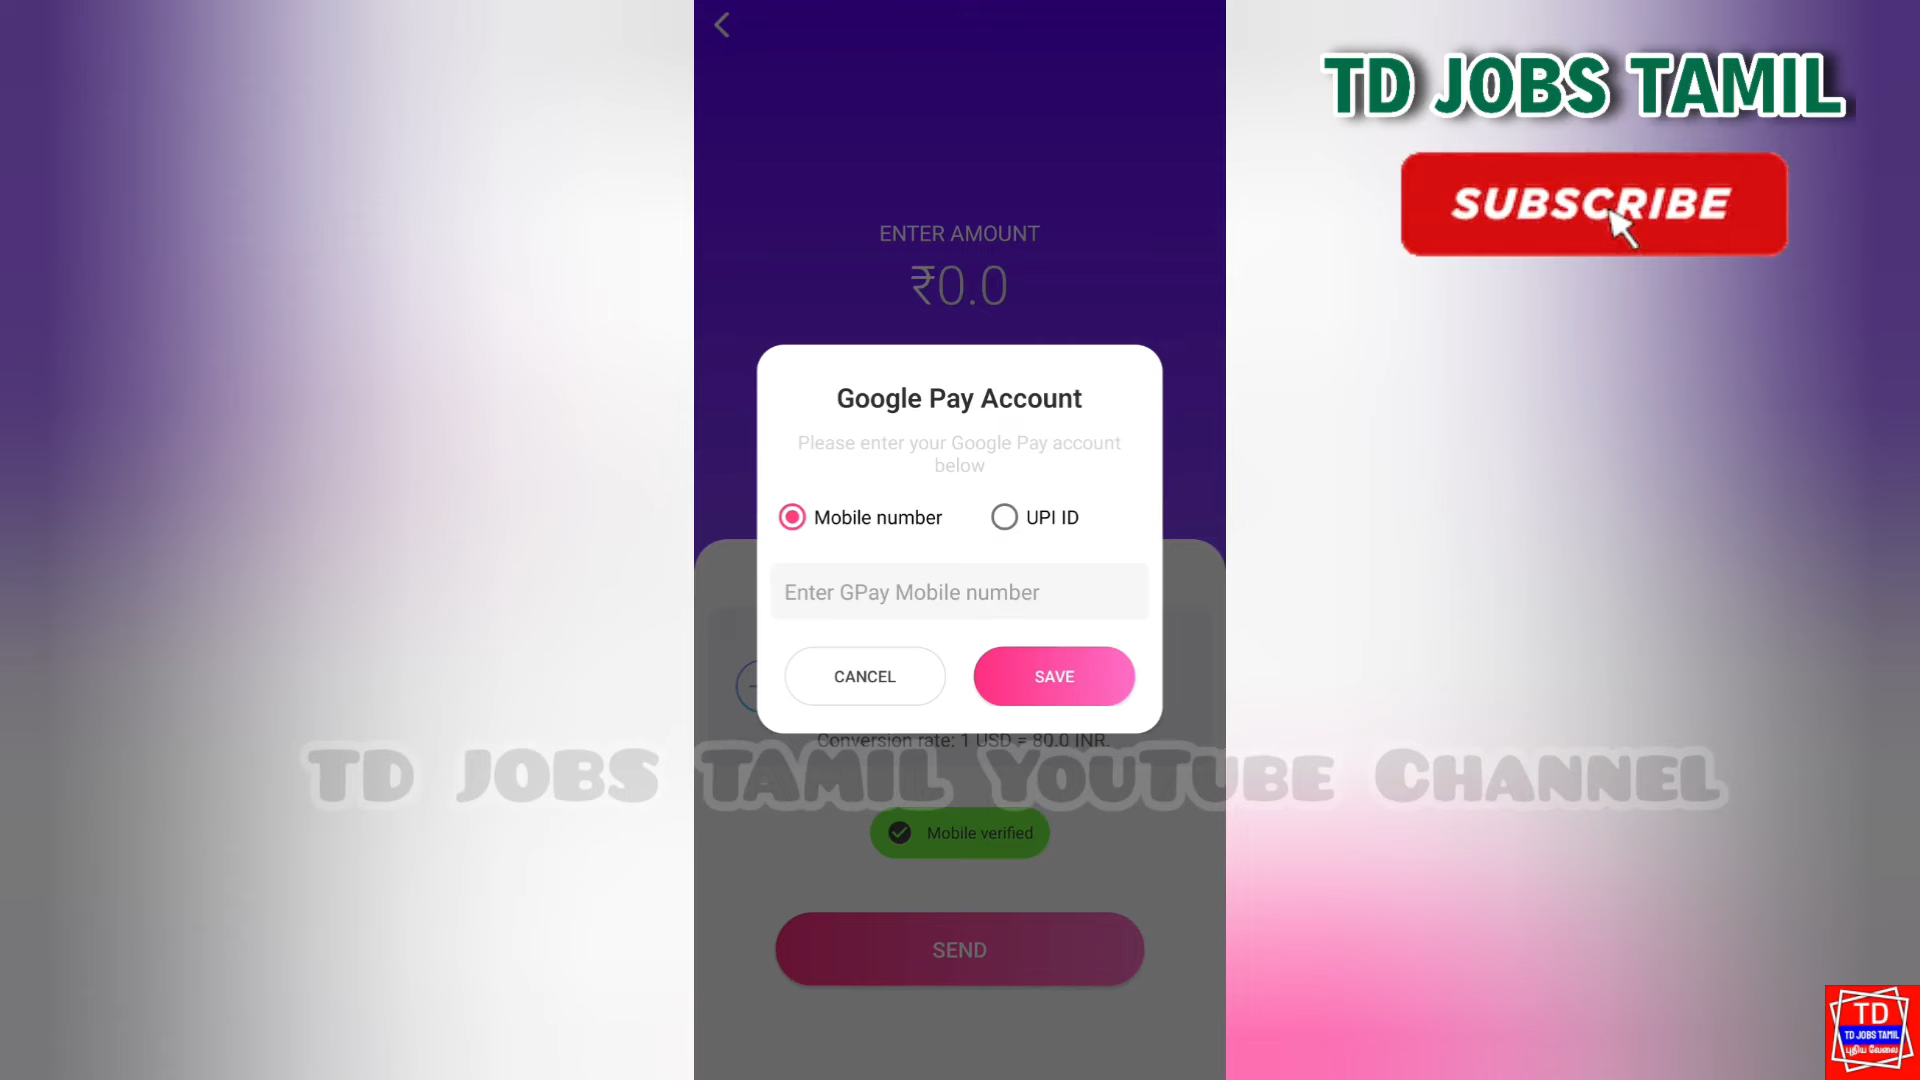 TD JOBS TAMIL
SUBSCRIBE
ENTER AMOUNT
₹0.0
Google Pay Account
Please enter your Google Pay account
below
Mobile number
UPI ID
Enter GPay Mobile number
CANCEL
SAVE
Conversion rate: 1 USD = 80.0 INR.
TD JOBS TAMIL YOUTUBE CHANNEL
Mobile verified
SEND
TD
TD JOBS TAMIL
புதிய வேலை